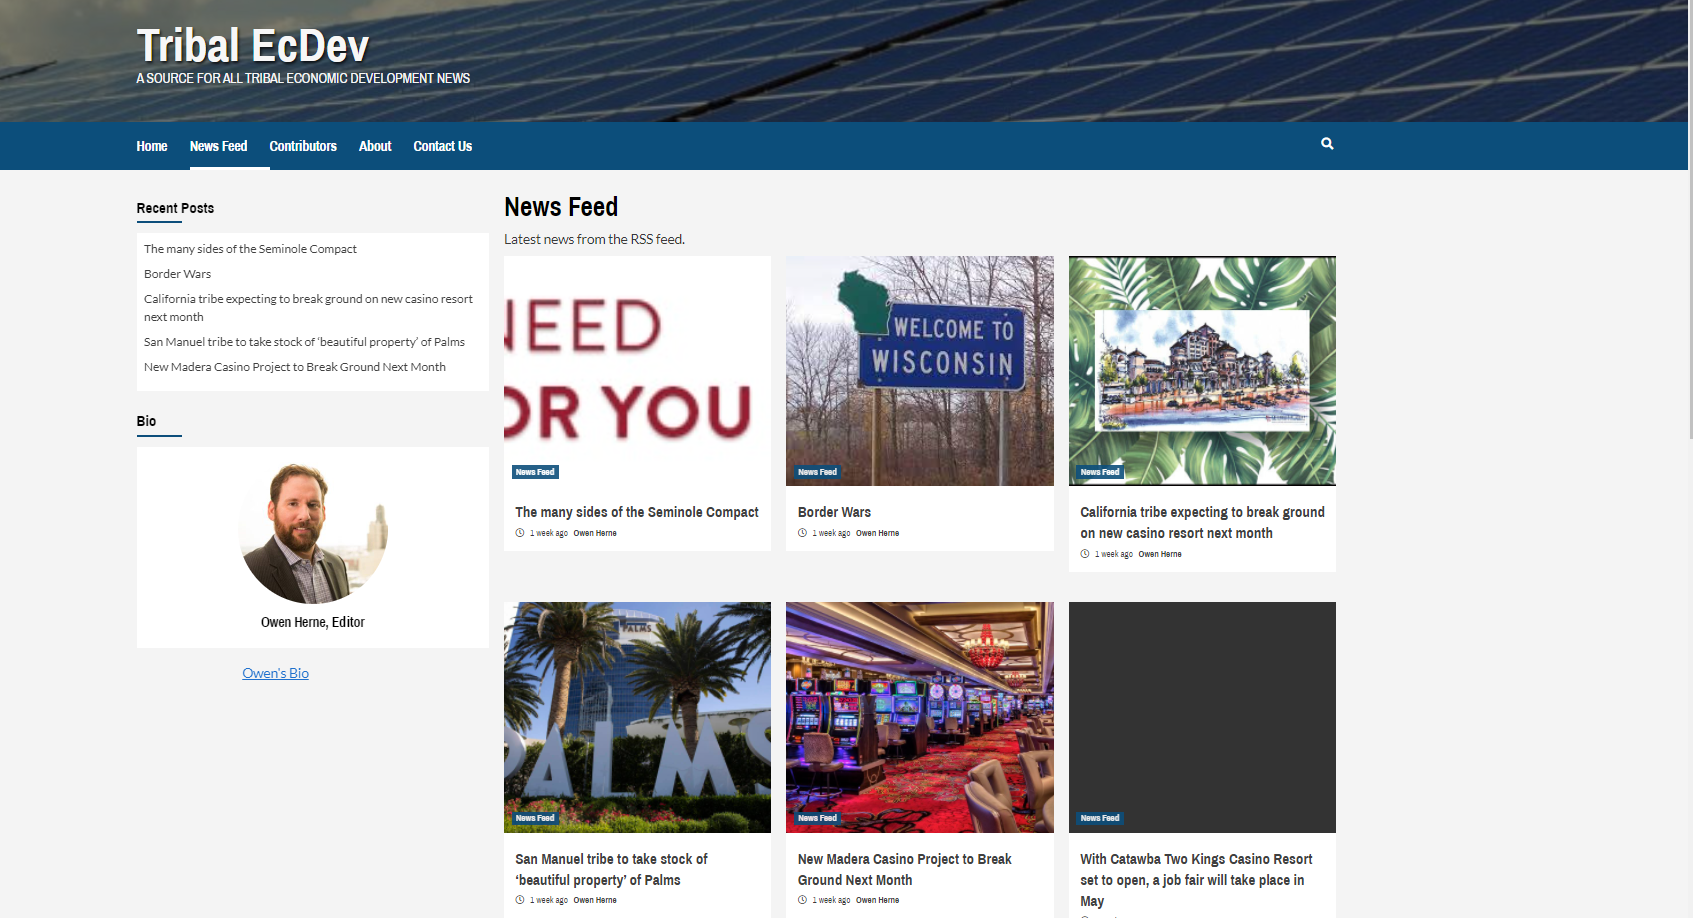 Tribal EcDev
A SOURCE FOR ALL TRIBAL ECONOMIC DEVELOPMENT NEWS
Home
News Feed
Contributors
About
Contact Us
Recent Posts
The many sides of the Seminole Compact
Border Wars
California tribe expecting to break ground on new casino resort
next month
San Manuel tribe to take stock of ‘beautiful property’ of Palms
New Madera Casino Project to Break Ground Next Month
Bio
Owen Herne, Editor
Owen's Bio
News Feed
Latest news from the RSS feed.
NEED
OR YOU
News Feed
The many sides of the Seminole Compact
1 week ago Owen Herne
WELCOME TO
WISCONSIN
News Feed
Border Wars
1 week ago Owen Herne
News Feed
California tribe expecting to break ground
on new casino resort next month
1 week ago Owen Herne
PALMS
PALMS
News Feed
San Manuel tribe to take stock of
‘beautiful property’ of Palms
1 week ago Owen Herne
News Feed
New Madera Casino Project to Break
Ground Next Month
1 week ago Owen Herne
News Feed
With Catawba Two Kings Casino Resort
set to open, a job fair will take place in
May